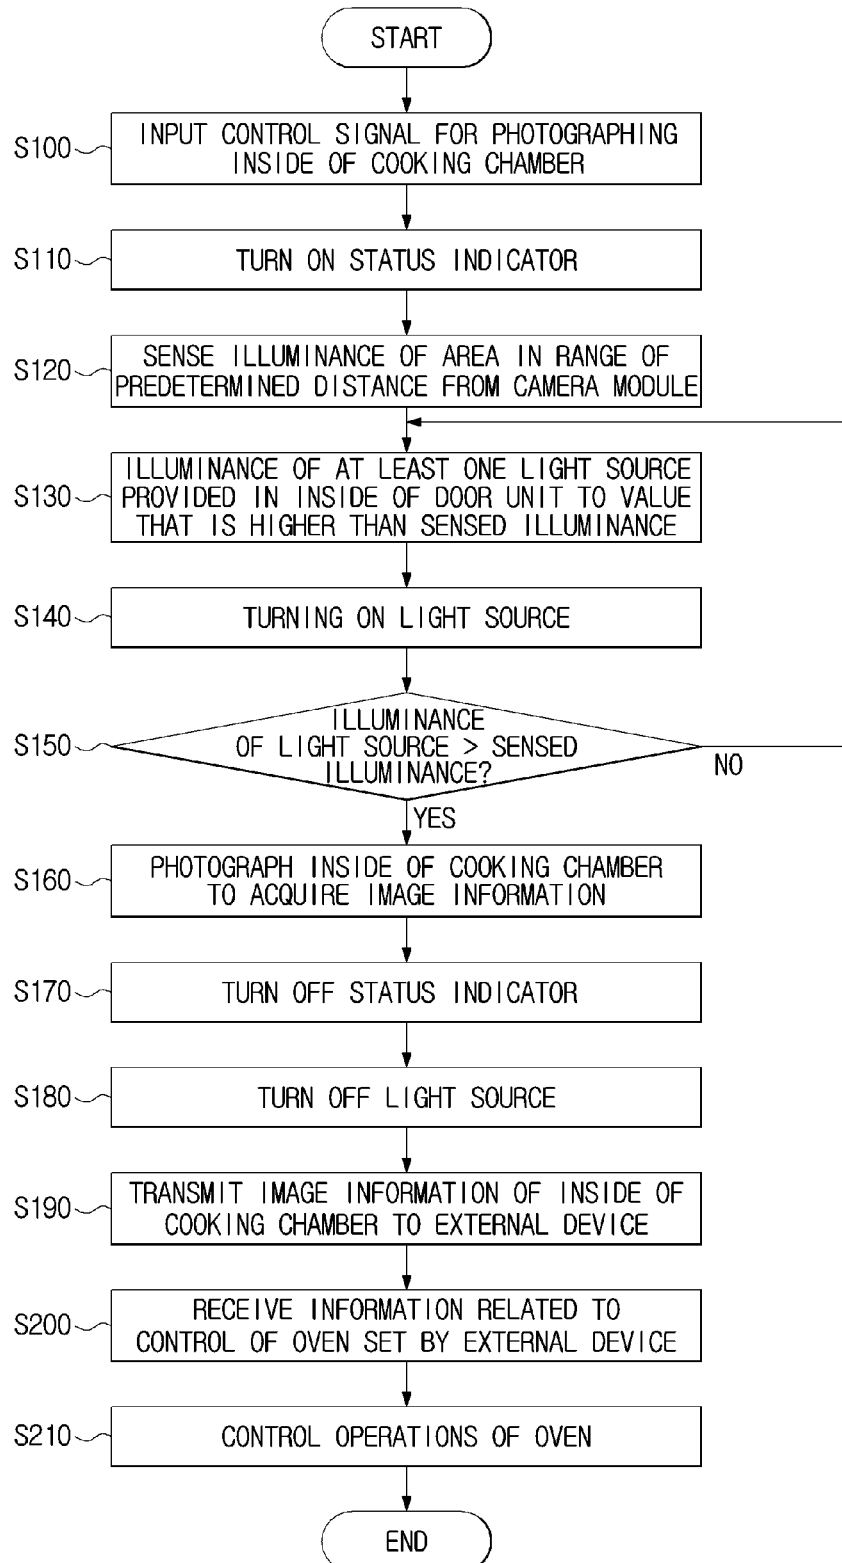 START
S100
INPUT CONTROL SIGNAL FOR PHOTOGRAPHING
INSIDE OF COOKING CHAMBER
S110
TURN ON STATUS INDICATOR
S120
SENSE ILLUMINANCE OF AREA IN RANGE OF
PREDETERMINED DISTANCE FROM CAMERA MODULE
S130
ILLUMINANCE OF AT LEAST ONE LIGHT SOURCE
PROVIDED IN INSIDE OF DOOR UNIT TO VALUE
THAT IS HIGHER THAN SENSED ILLUMINANCE
S140
TURNING ON LIGHT SOURCE
S150
ILLUMINANCE
OF LIGHT SOURCE > SENSED
ILLUMINANCE?
NO
YES
S160
PHOTOGRAPH INSIDE OF COOKING CHAMBER
TO ACQUIRE IMAGE INFORMATION
S170
TURN OFF STATUS INDICATOR
S180
TURN OFF LIGHT SOURCE
S190
TRANSMIT IMAGE INFORMATION OF INSIDE OF
COOKING CHAMBER TO EXTERNAL DEVICE
S200
RECEIVE INFORMATION RELATED TO
CONTROL OF OVEN SET BY EXTERNAL DEVICE
S210
CONTROL OPERATIONS OF OVEN
END